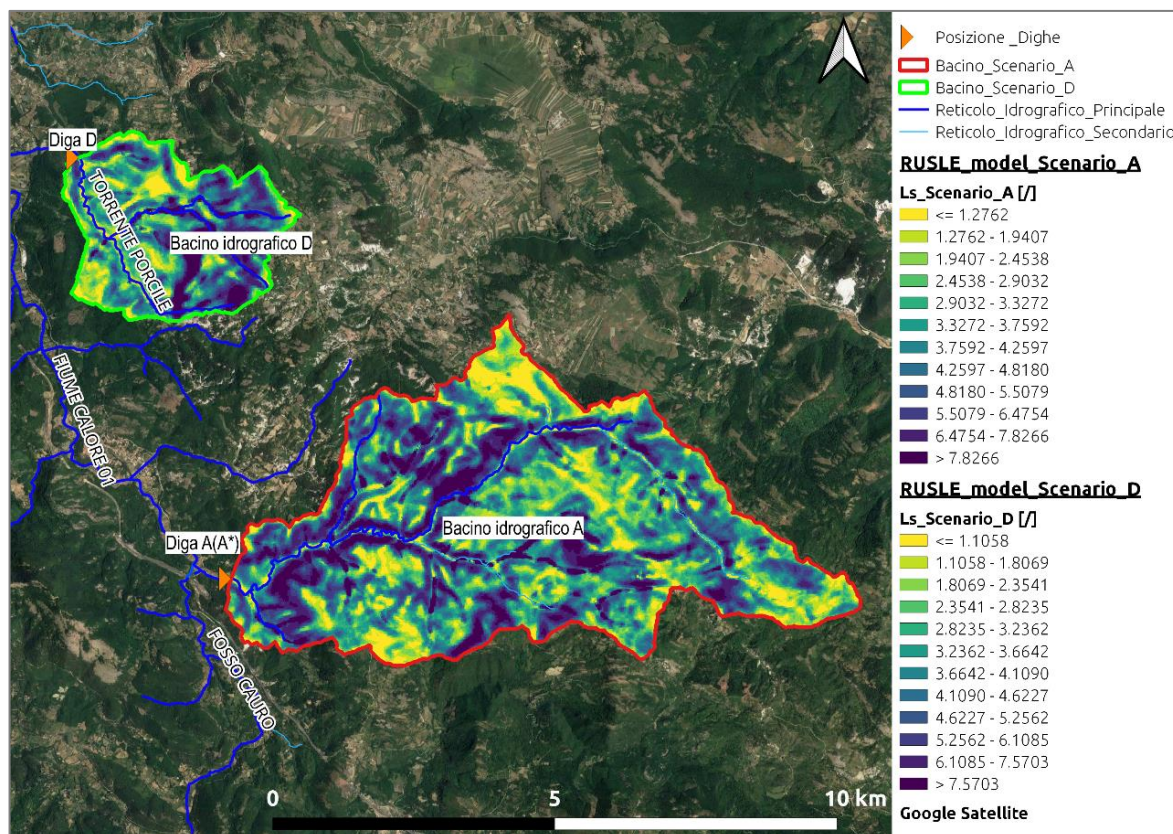 Diga D
TORRENTE PORCILE
Bacino idrografico D
FIUME CALORE 01
Diga A(A*)
Bacino idrografico A
FOSSO CAURO
0 5 10 km
Posizione _Dighe
Bacino_Scenario_A
Bacino_Scenario_D
Reticolo_Idrografico_Principale
Reticolo_Idrografico_Secondario
RUSLE_model_Scenario_A
Ls_Scenario_A [/]
<= 1.2762
1.2762 - 1.9407
1.9407 - 2.4538
2.4538 - 2.9032
2.9032 - 3.3272
3.3272 - 3.7592
3.7592 - 4.2597
4.2597 - 4.8180
4.8180 - 5.5079
5.5079 - 6.4754
6.4754 - 7.8266
> 7.8266
RUSLE_model_Scenario_D
Ls_Scenario_D [/]
<= 1.1058
1.1058 - 1.8069
1.8069 - 2.3541
2.3541 - 2.8235
2.8235 - 3.2362
3.2362 - 3.6642
3.6642 - 4.1090
4.1090 - 4.6227
4.6227 - 5.2562
5.2562 - 6.1085
6.1085 - 7.5703
> 7.5703
Google Satellite